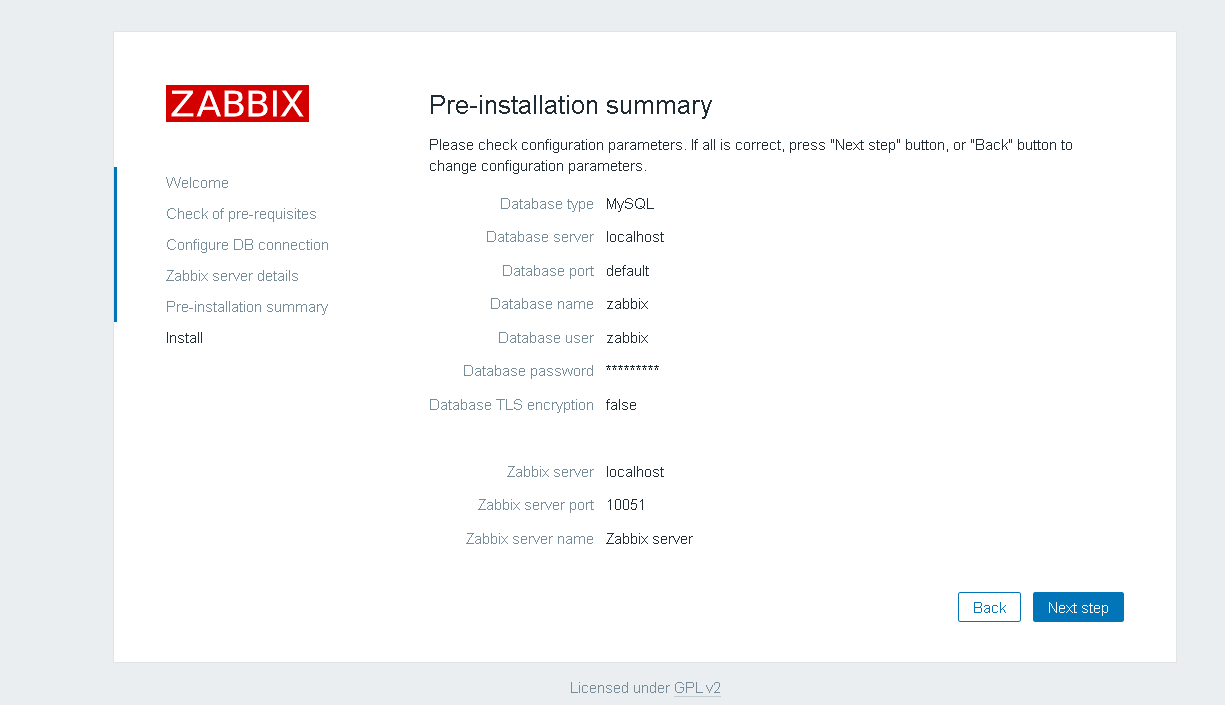 ZABBIX
Welcome
Check of pre-requisites
Configure DB connection
Zabbix server details
Pre-installation summary
Install
Pre-installation summary
Please check configuration parameters. If all is correct, press "Next step" button, or "Back" button to
change configuration parameters.
Database type MySQL
Database server localhost
Database port default
Database name zabbix
Database user zabbix
Database password *********
Database TLS encryption false
Zabbix server localhost
Zabbix server port 10051
Zabbix server name Zabbix server
Back Next step
Licensed under GPL v2